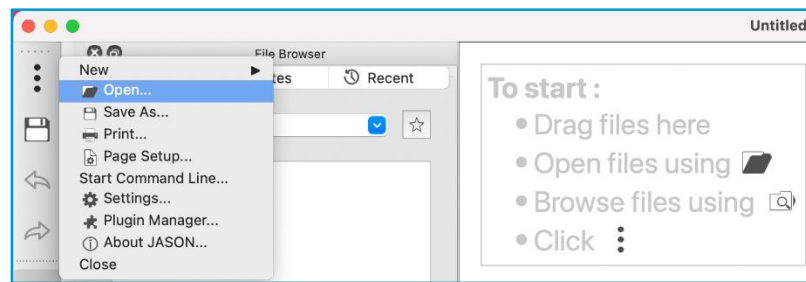 Untitled
File Browser
tes
Recent
New
Open...
Save As...
Print...
Page Setup...
Start Command Line...
Settings...
Plugin Manager...
About JASON...
Close
To start :
• Drag files here
• Open files using
• Browse files using
• Click